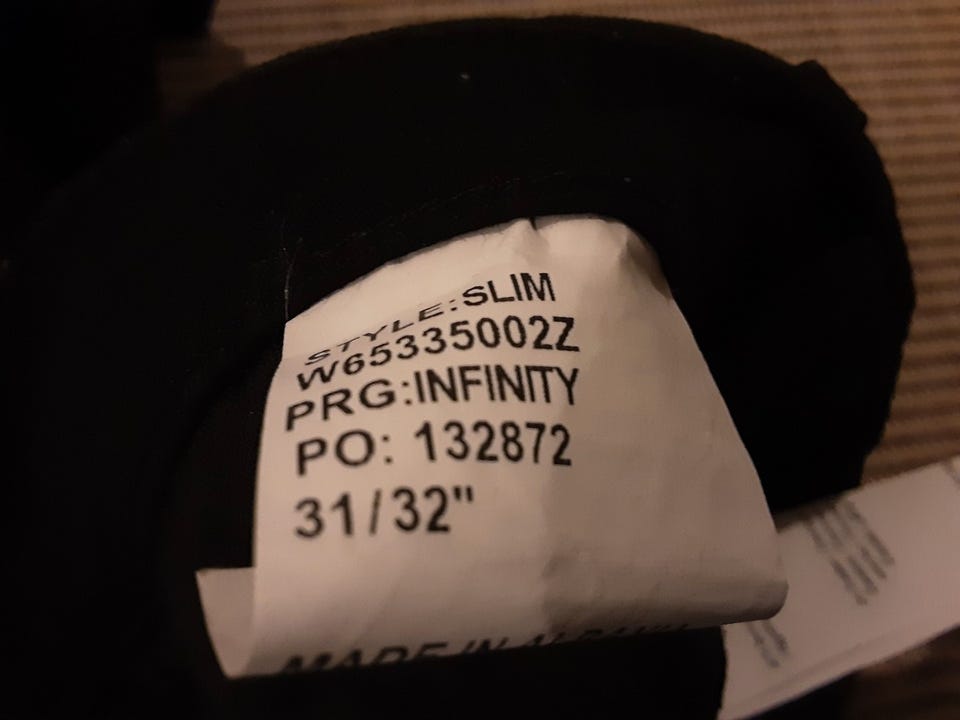 STYLE:SLIM
W65335002Z
PRG:INFINITY
PO: 132872
31/32"
MADE IN